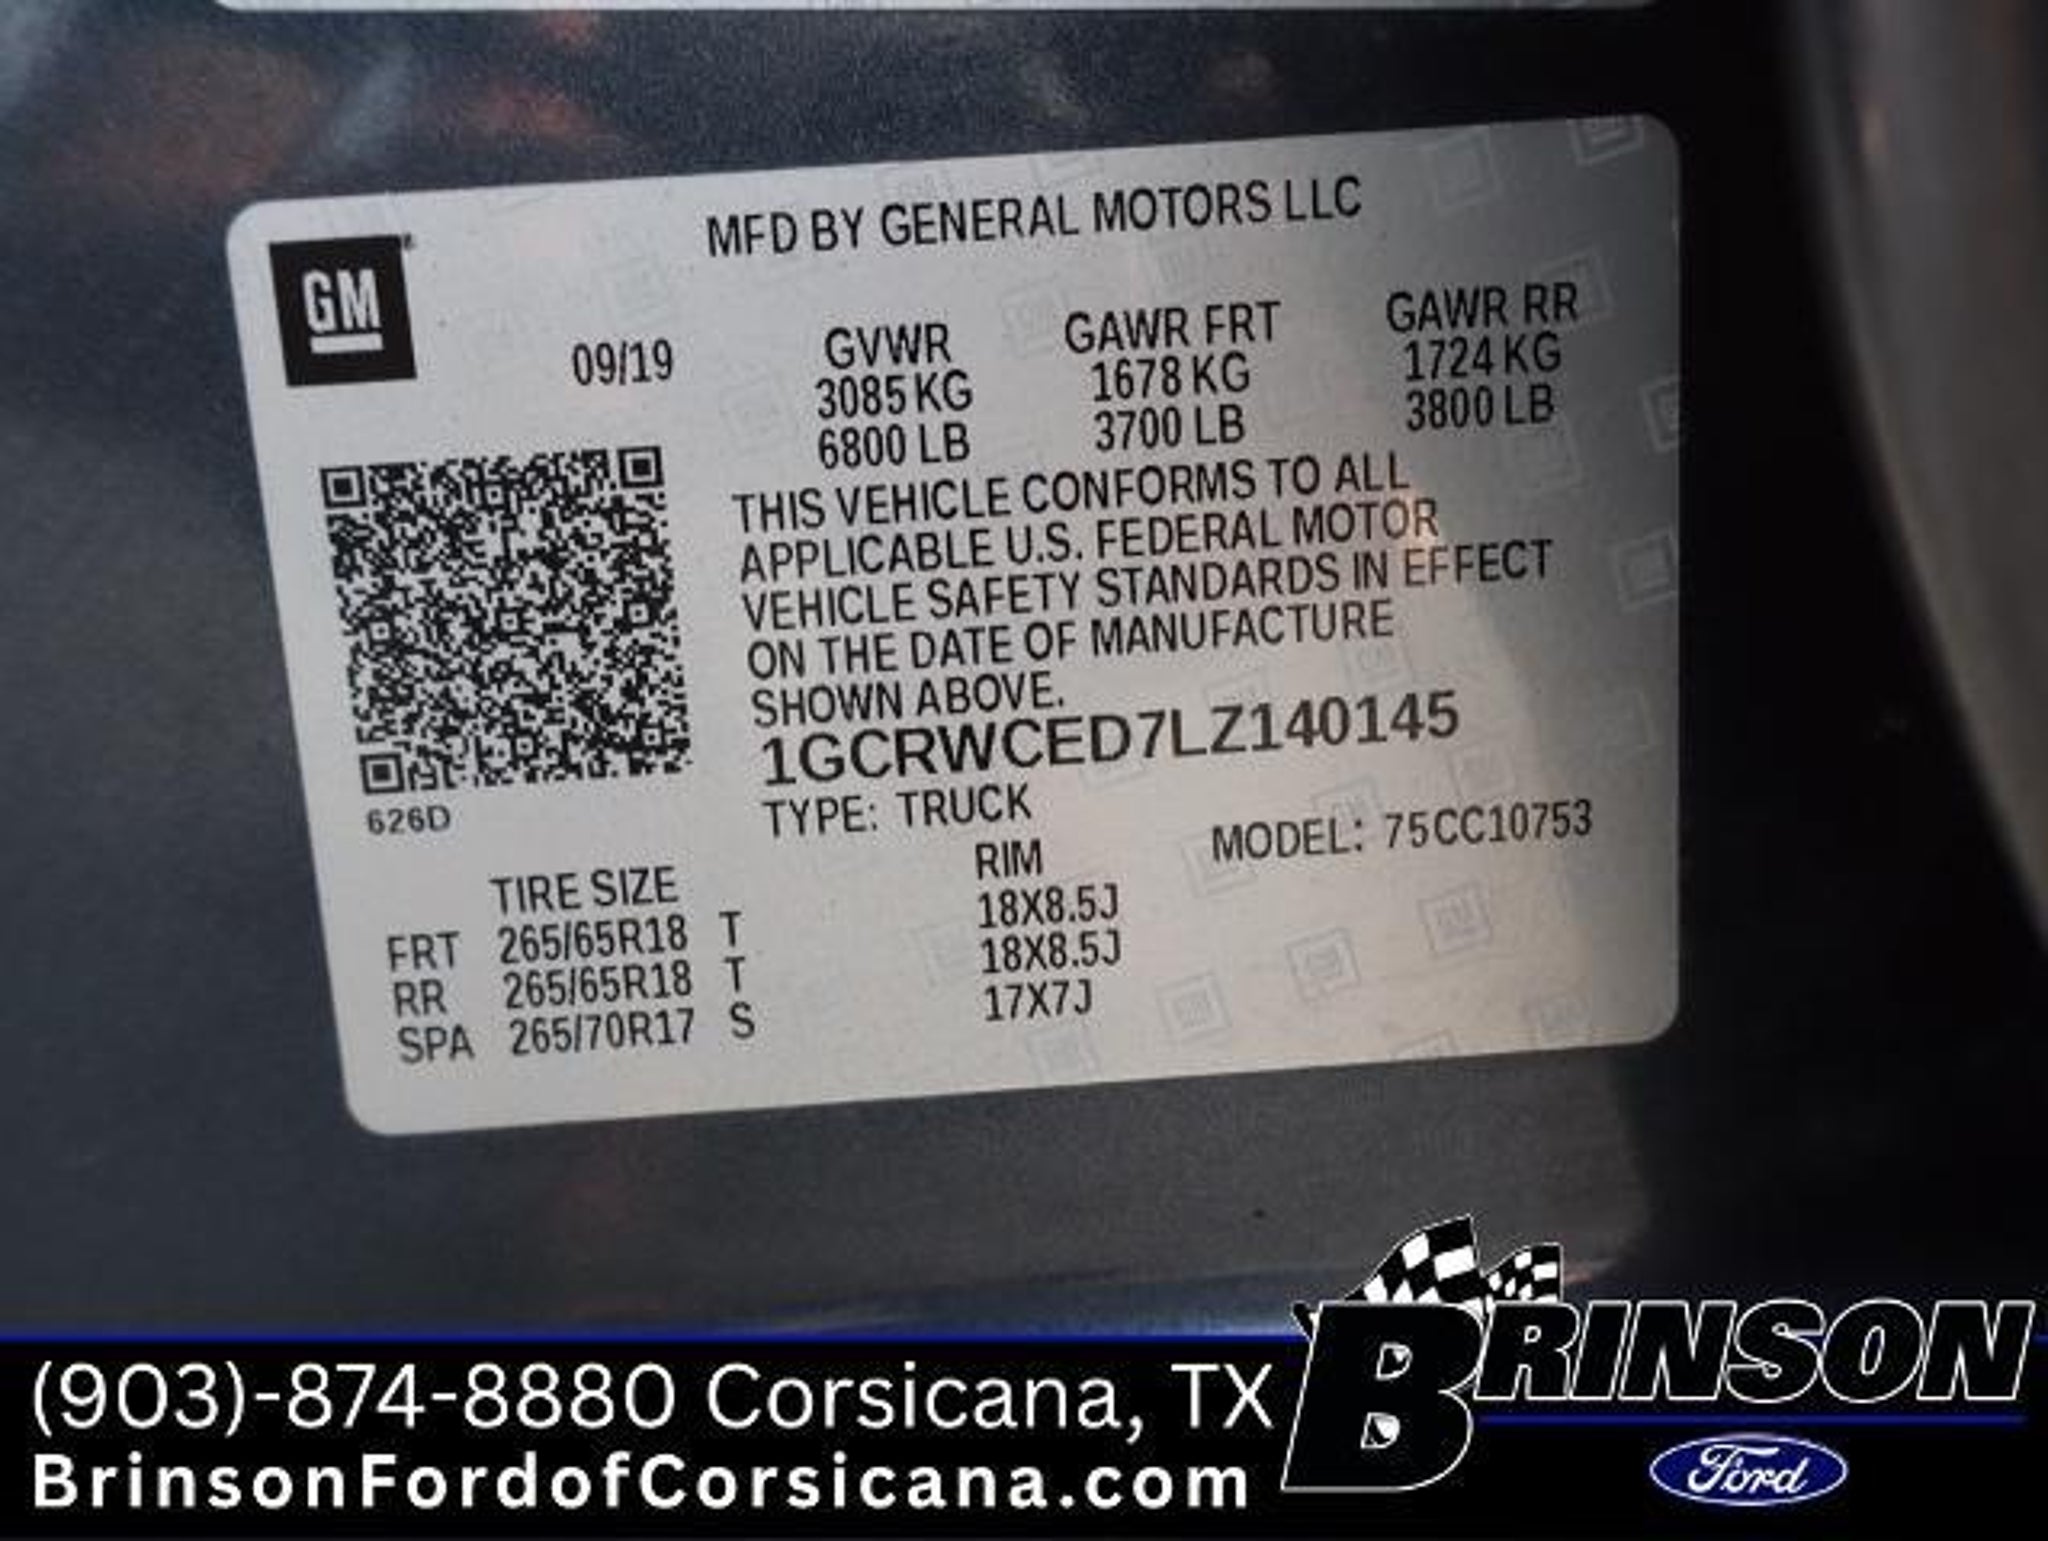 MFD BY GENERAL MOTORS LLC
GM
09/19
GVWR GAWR FRT GAWR RR
3085 KG 1678 KG 1724 KG
6800 LB 3700 LB 3800 LB
THIS VEHICLE CONFORMS TO ALL
APPLICABLE U.S. FEDERAL MOTOR
VEHICLE SAFETY STANDARDS IN EFFECT
ON THE DATE OF MANUFACTURE
SHOWN ABOVE.
1GCRWCED7LZ140145
626D
TYPE: TRUCK MODEL: 75CC10753
TIRE SIZE RIM
FRT 265/65R18 T 18X8.5J
RR 265/65R18 T 18X8.5J
SPA 265/70R17 S 17X7J
(903)-874-8880 Corsicana, TX
BrinsonFordofCorsicana.com
BRINSON
Ford